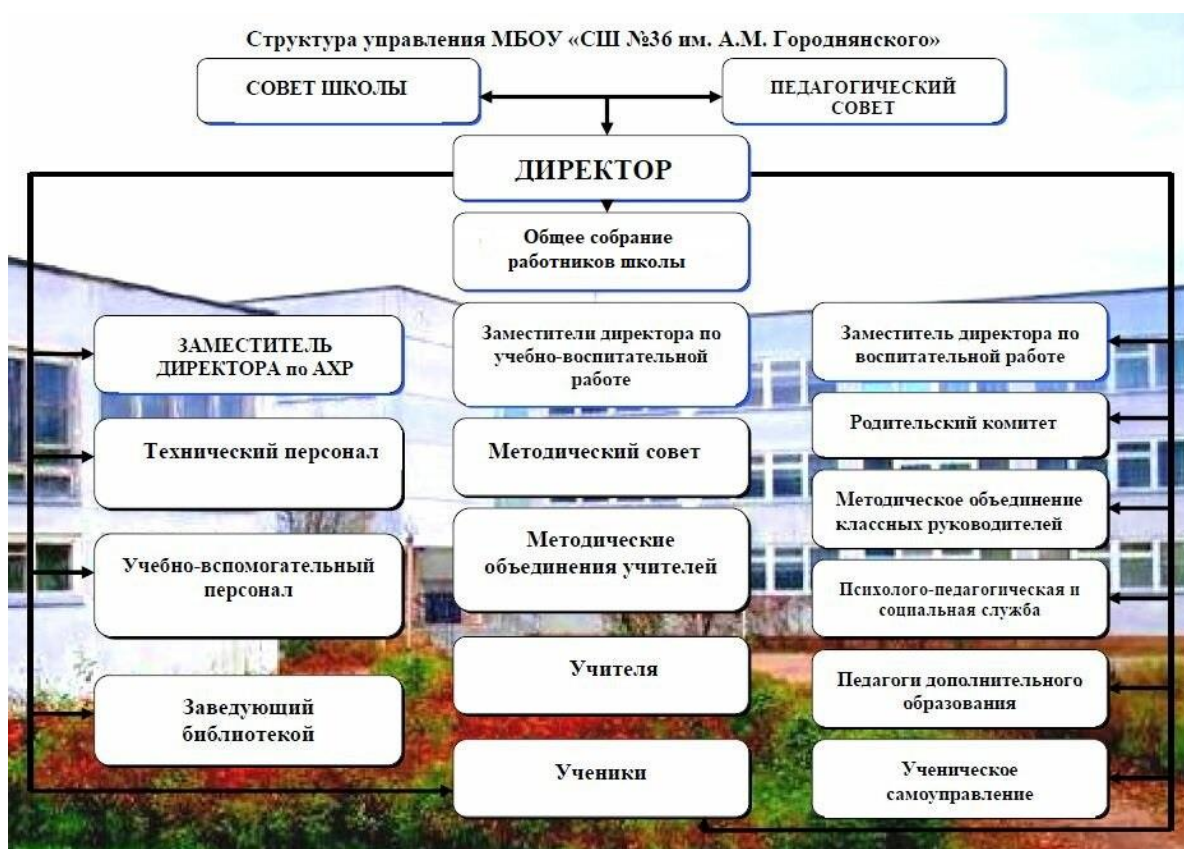 Структура управления МБОУ «СШ №36 им. А.М. Городнянского»
СОВЕТ ШКОЛЫ
ПЕДАГОГИЧЕСКИЙ
СОВЕТ
ДИРЕКТОР
Общее собрание
работников школы
ЗАМЕСТИТЕЛЬ
ДИРЕКТОРА по АХР
Технический персонал
Учебно-вспомогательный
персонал
Заведующий
библиотекой
Заместители директора по
учебно-воспитательной
работе
Методический совет
Методические
объединения учителей
Учителя
Ученики
Заместитель директора по
воспитательной работе
Родительский комитет
Методическое объединение
классных руководителей
Психолого-педагогическая и
социальная служба
Педагоги дополнительного
образования
Ученическое
самоуправление